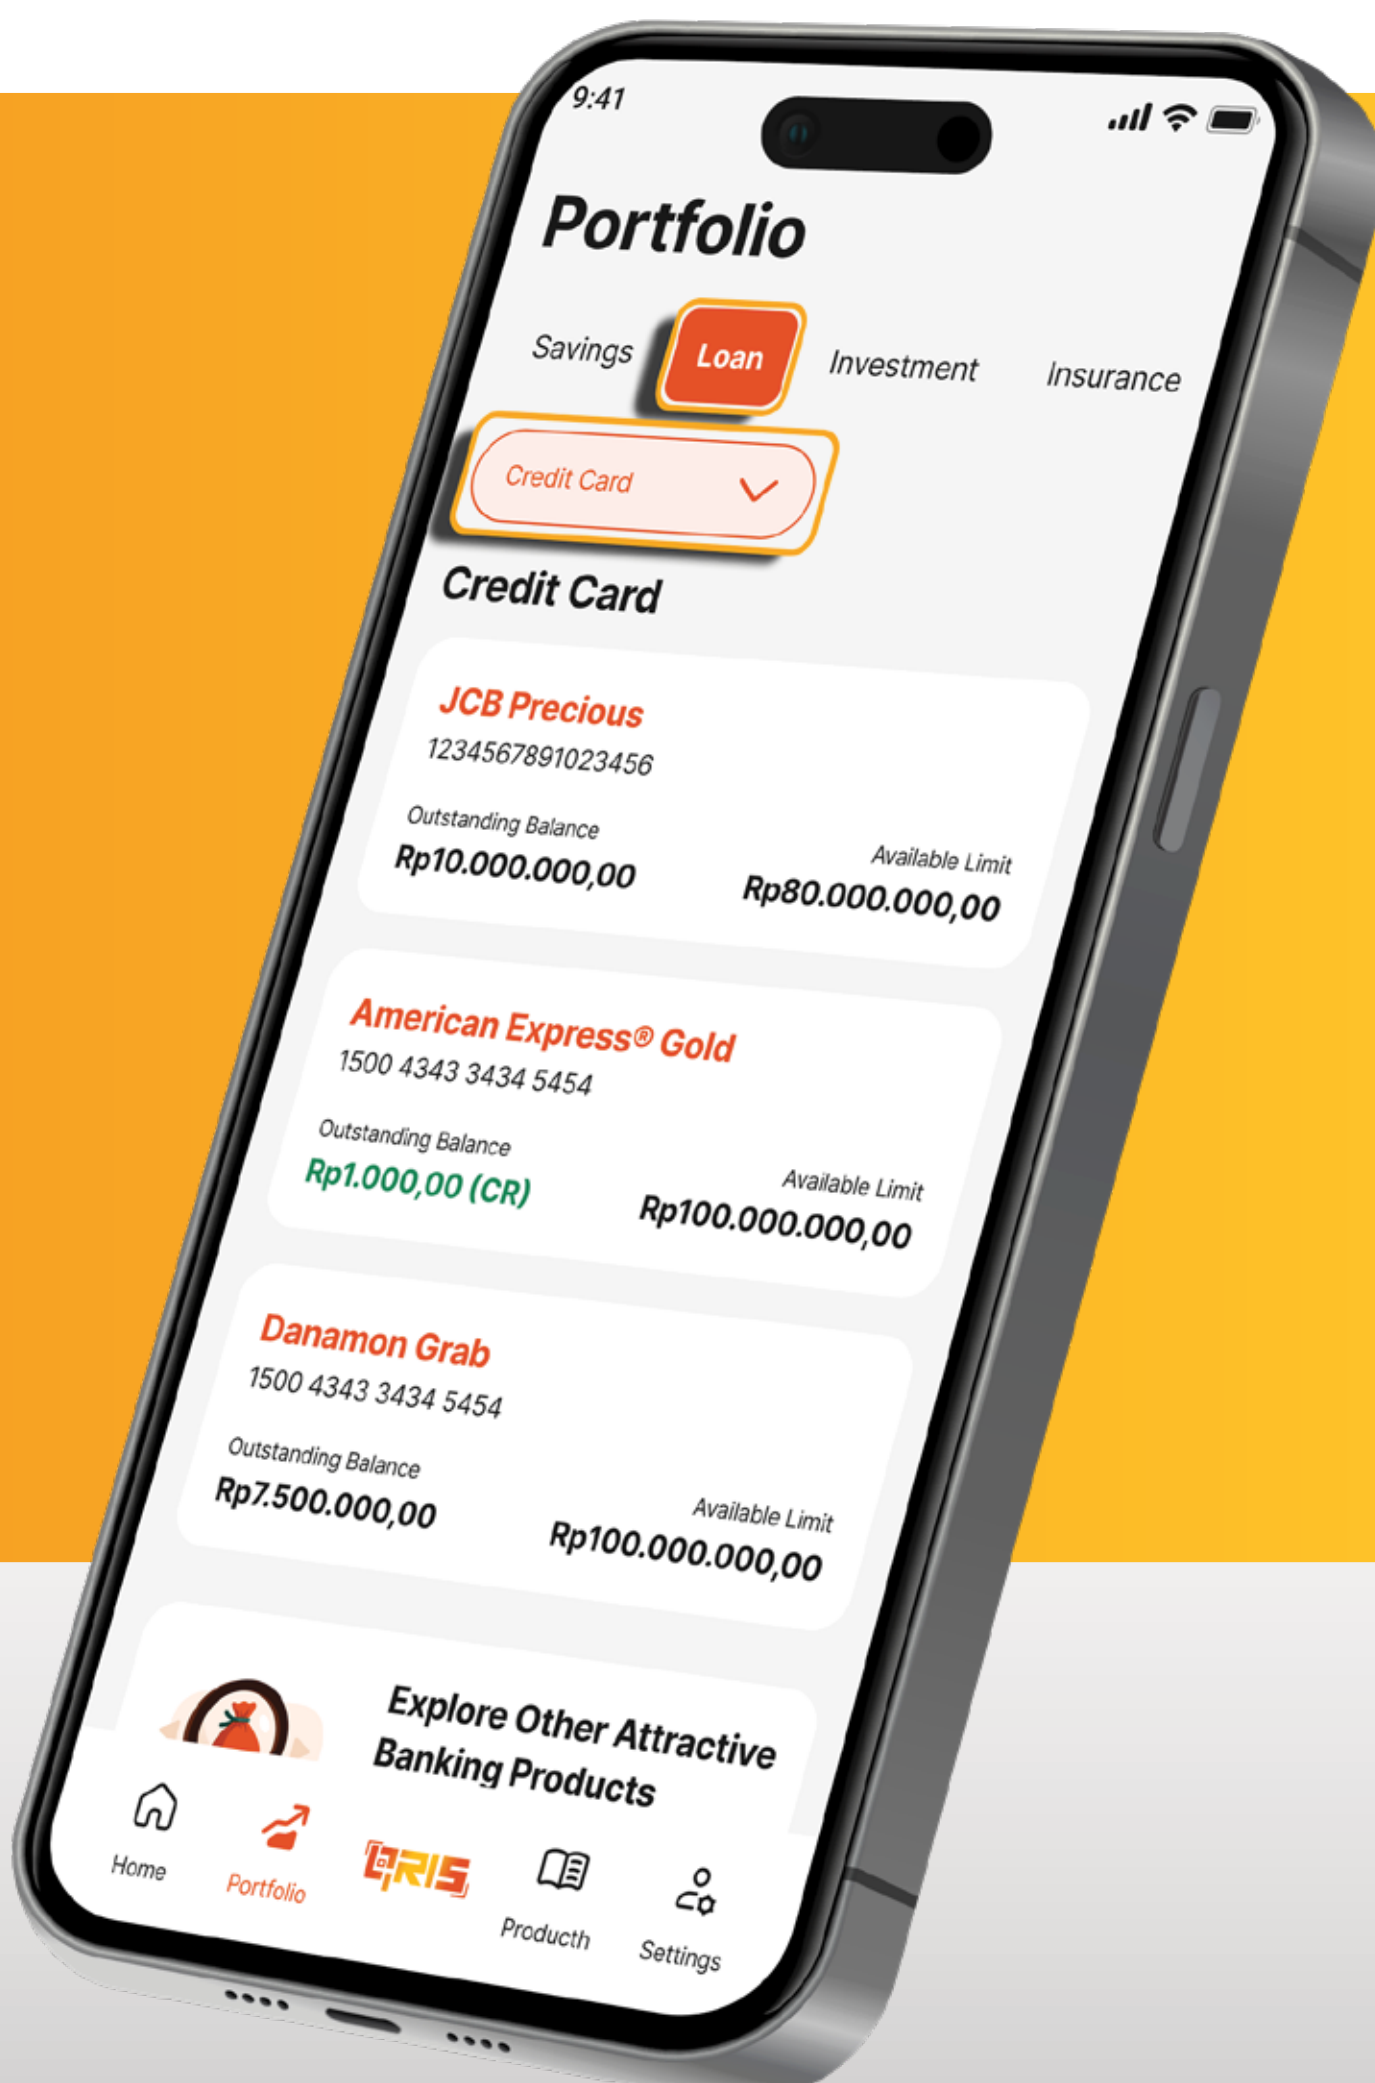 9:41
Portfolio
Savings Loan Investment Insurance
Credit Card
Credit Card
JCB Precious
1234567891023456
Outstanding Balance Available Limit
Rp10.000.000,00 Rp80.000.000,00
American Express® Gold
1500 4343 3434 5454
Outstanding Balance Available Limit
Rp1.000,00 (CR) Rp100.000.000,00
Danamon Grab
1500 4343 3434 5454
Outstanding Balance Available Limit
Rp7.500.000,00 Rp100.000.000,00
Explore Other Attractive
Banking Products
Home Portfolio QRIS Producth Settings